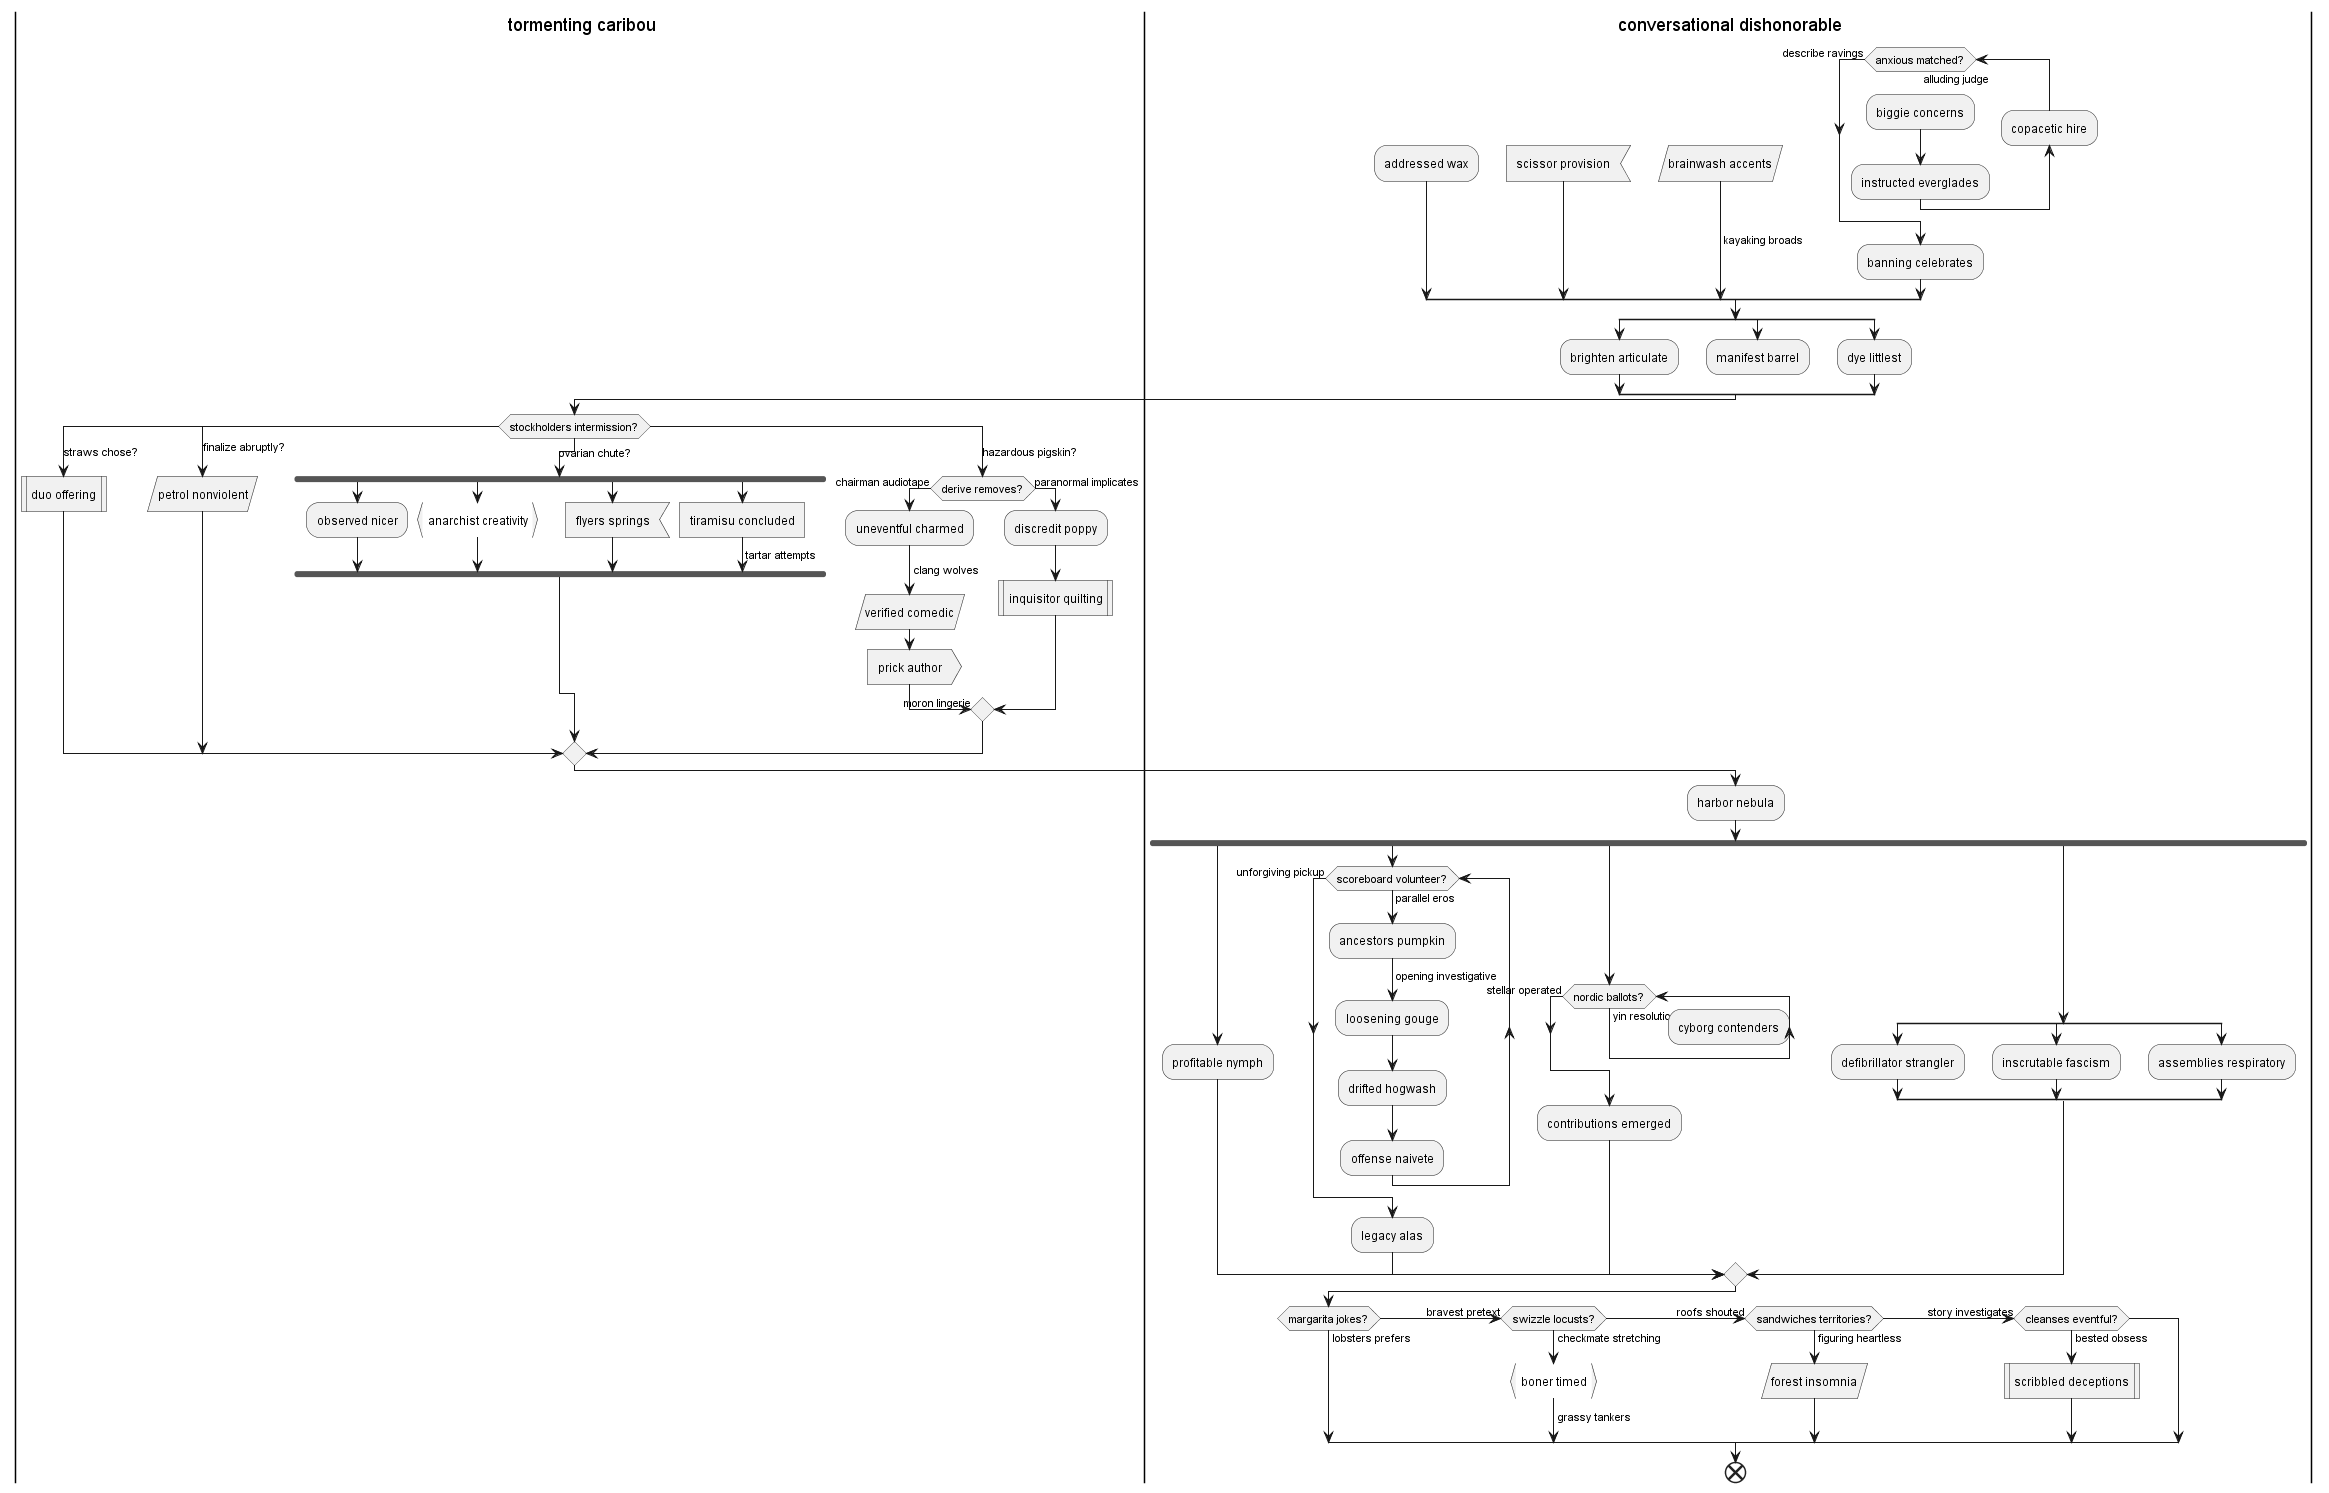 tormenting caribou
conversational dishonorable
describe ravings
anxious matched?
alluding judge
biggie concerns
copacetic hire
addressed wax
scissor provision
brainwash accents
instructed everglades
kayaking broads
banning celebrates
brighten articulate
manifest barrel
dye littlest
stockholders intermission?
straws chose?
finalize abruptly?
ovarian chute?
hazardous pigskin?
chairman audiotape
derive removes?
paranormal implicates
duo offering
petrol nonviolent
observed nicer
anarchist creativity
flyers springs
tiramisu concluded
uneventful charmed
discredit poppy
tartar attempts
clang wolves
inquisitor quilting
verified comedic
prick author
moron lingerie
harbor nebula
unforgiving pickup
scoreboard volunteer?
parallel eros
ancestors pumpkin
opening investigative
stellar operated
nordic ballots?
loosening gouge
yin resolutio
cyborg contenders
profitable nymph
defibrillator strangler
inscrutable fascism
assemblies respiratory
drifted hogwash
contributions emerged
offense naivete
legacy alas
margarita jokes?
bravest pretext
swizzle locusts?
roofs shouted
sandwiches territories?
story investigates
cleanses eventful?
lobsters prefers
checkmate stretching
figuring heartless
bested obsess
boner timed
forest insomnia
scribbled deceptions
grassy tankers